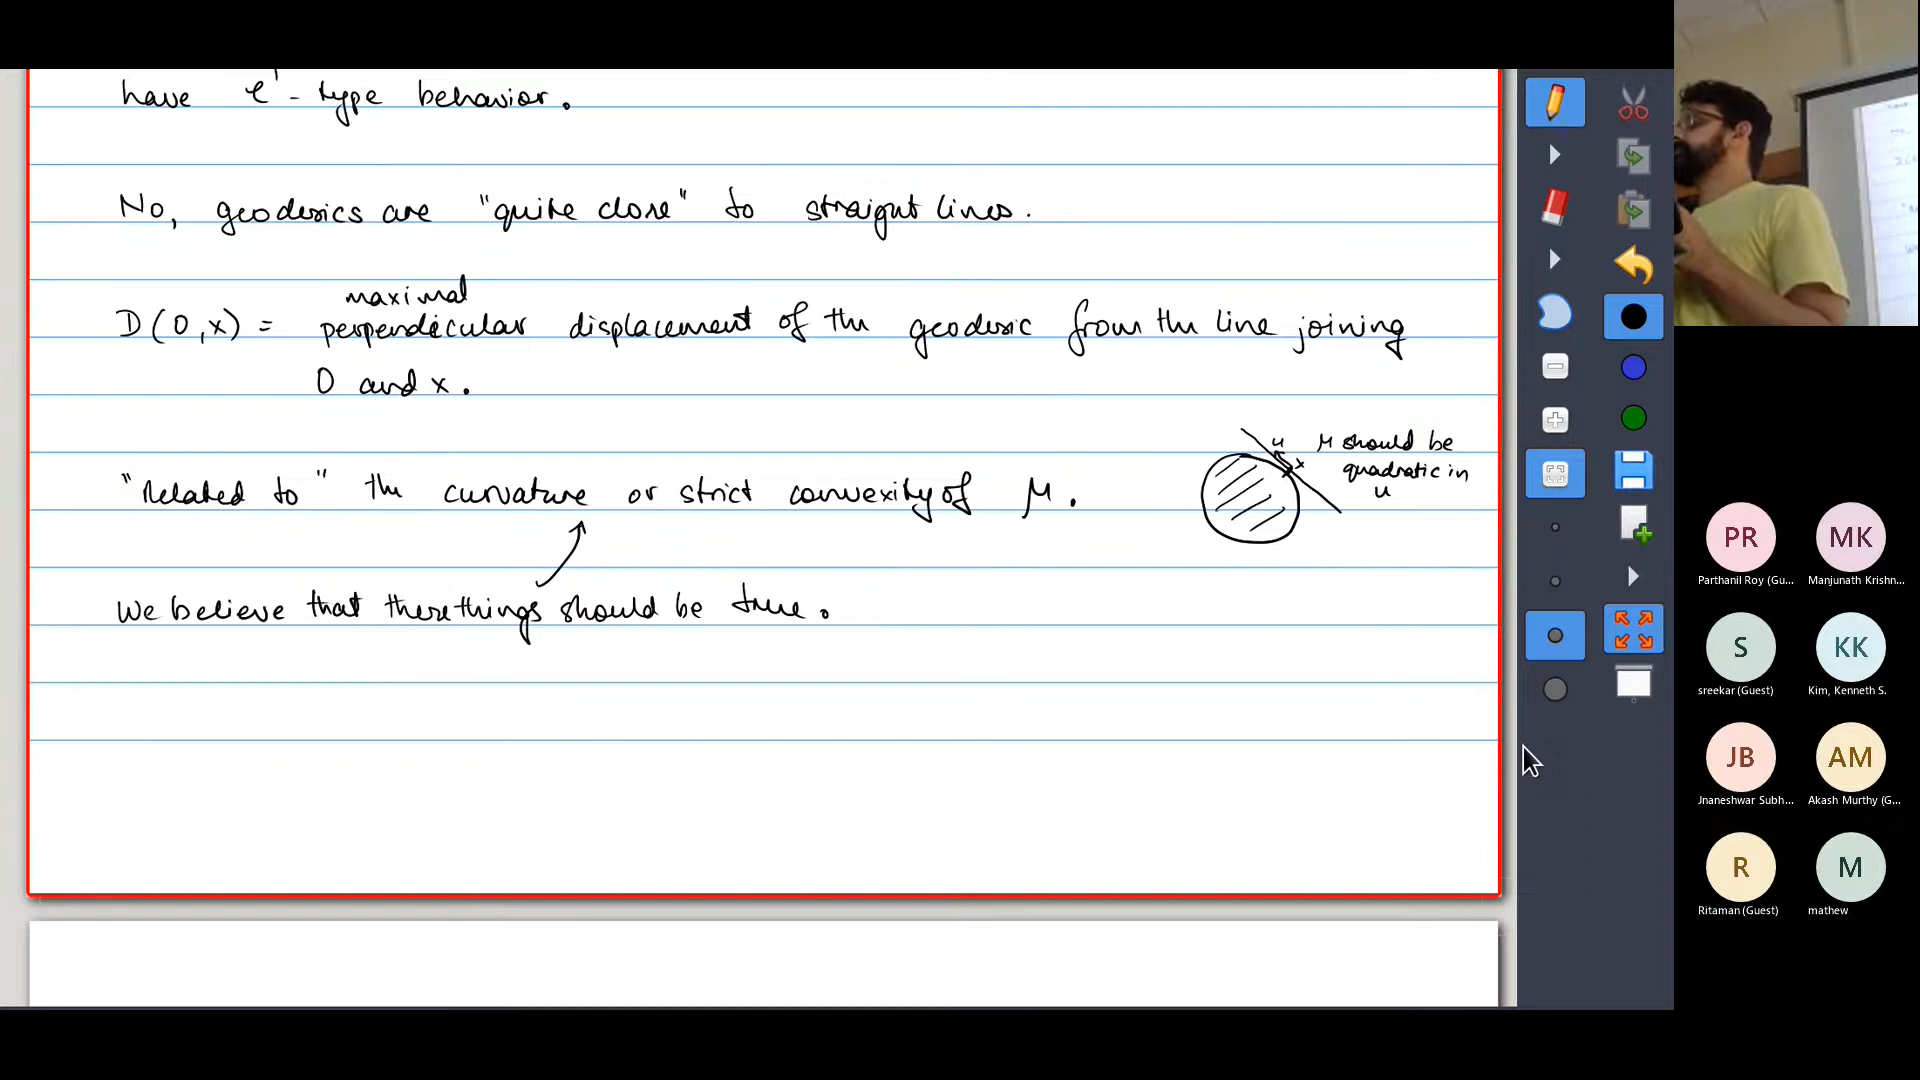 have ℓ¹ - type behavior.
No, geodesics are "quite close" to straight lines.
maximal
D(0,x) = perpendicular displacement of the geodesic from the line joining
0 and x.
"Related to" the curvature or strict convexity of μ.
u
x
μ should be
quadratic in
u
We believe that these things should be true.
PR
MK
Parthanil Roy (Gu...
Manjunath Krishn...
S
KK
sreekar (Guest)
Kim, Kenneth S.
JB
AM
Jnaneshwar Subh...
Akash Murthy (G...
R
M
Ritaman (Guest)
mathew